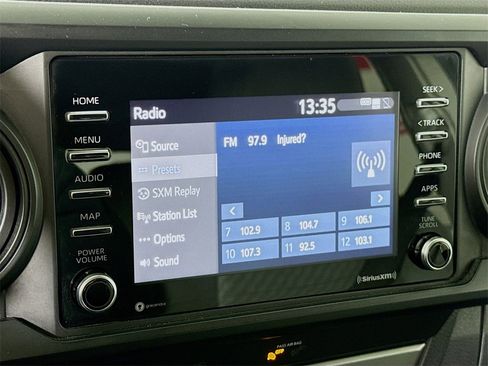 HOME
MENU
AUDIO
MAP
POWER
VOLUME
Radio
13:35
Source
Presets
SXM Replay
Station List
Options
Sound
FM 97.9 Injured?
7 102.9
8 104.7
9 106.1
10 107.3
11 92.5
12 103.1
SEEK >
< TRACK
PHONE
APPS
TUNE
SCROLL
gracenote
SiriusXM
PASS AIR BAG
OFF